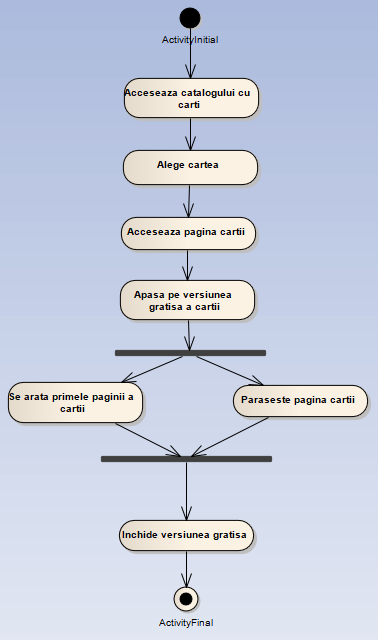 ActivityInitial
Acceseaza catalogului cu
carti
Alege cartea
Acceseaza pagina cartii
Apasa pe versiunea
gratisa a cartii
Se arata primele paginii a
cartii
Paraseste pagina cartii
Inchide versiunea gratisa
ActivityFinal